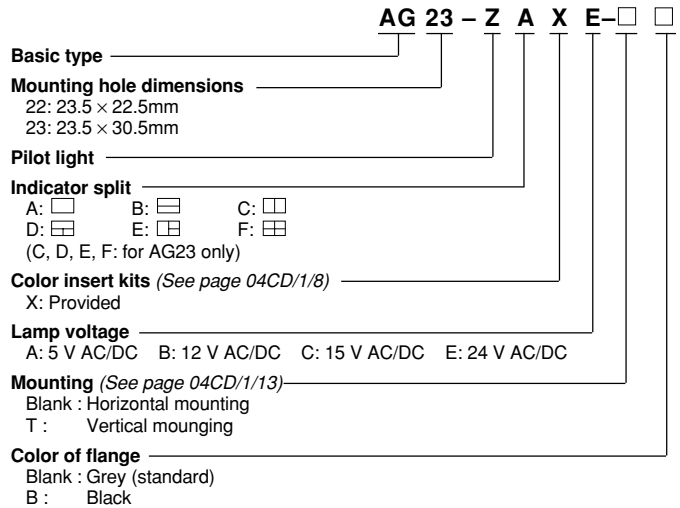 AG 23 – Z A X E–□ □
Basic type
Mounting hole dimensions
22: 23.5 × 22.5mm
23: 23.5 × 30.5mm
Pilot light
Indicator split
A: B: C:
D: E: F:
(C, D, E, F: for AG23 only)
Color insert kits (See page 04CD/1/8)
X: Provided
Lamp voltage
A: 5 V AC/DC B: 12 V AC/DC C: 15 V AC/DC E: 24 V AC/DC
Mounting (See page 04CD/1/13)
Blank : Horizontal mounting
T : Vertical mounging
Color of flange
Blank : Grey (standard)
B : Black